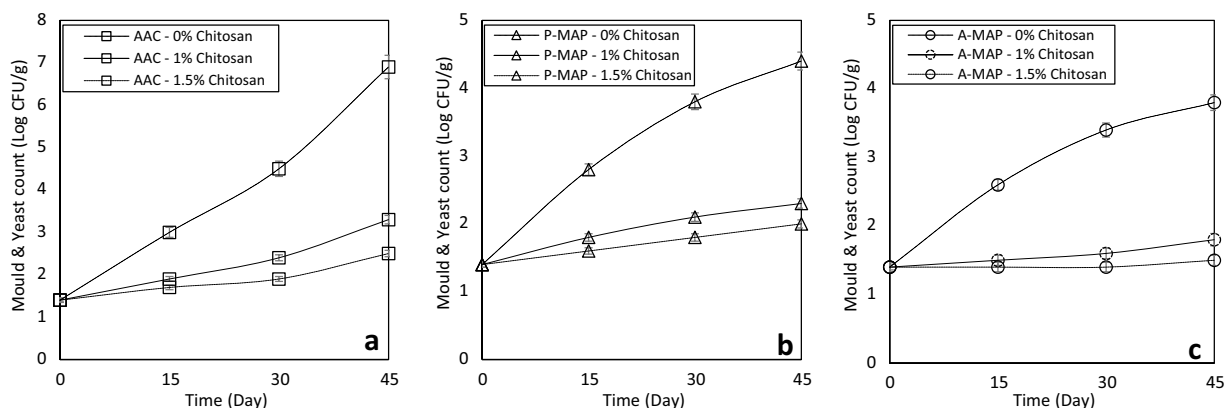 Mould & Yeast count (Log CFU/g)
8
7
6
5
4
3
2
1
0
AAC - 0% Chitosan
AAC - 1% Chitosan
AAC - 1.5% Chitosan
a
0 15 30 45
Time (Day)
Mould & Yeast count (Log CFU/g)
5
4
3
2
1
0
P-MAP - 0% Chitosan
P-MAP - 1% Chitosan
P-MAP - 1.5% Chitosan
b
0 15 30 45
Time (Day)
Mould & Yeast count (Log CFU/g)
5
4
3
2
1
0
A-MAP - 0% Chitosan
A-MAP - 1% Chitosan
A-MAP - 1.5% Chitosan
c
0 15 30 45
Time (Day)